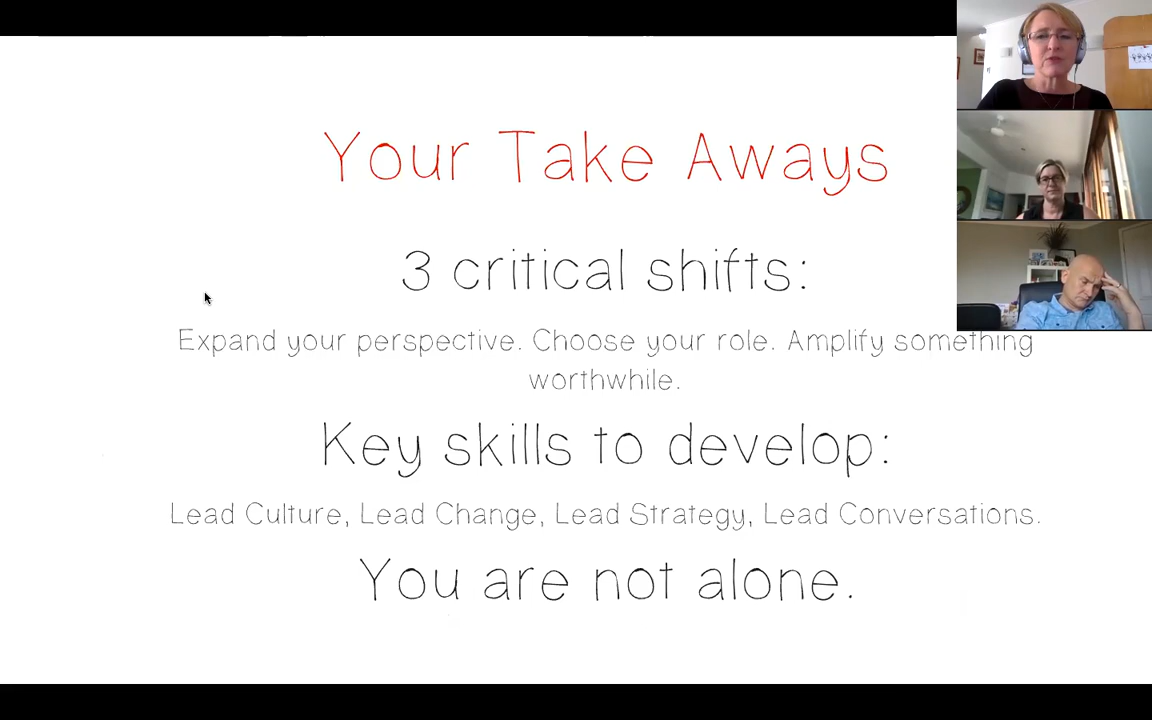 Your Take Aways
3 critical shifts:
Expand your perspective. Choose your role. Amplify something
worthwhile.
Key skills to develop:
Lead Culture, Lead Change, Lead Strategy, Lead Conversations.
You are not alone.